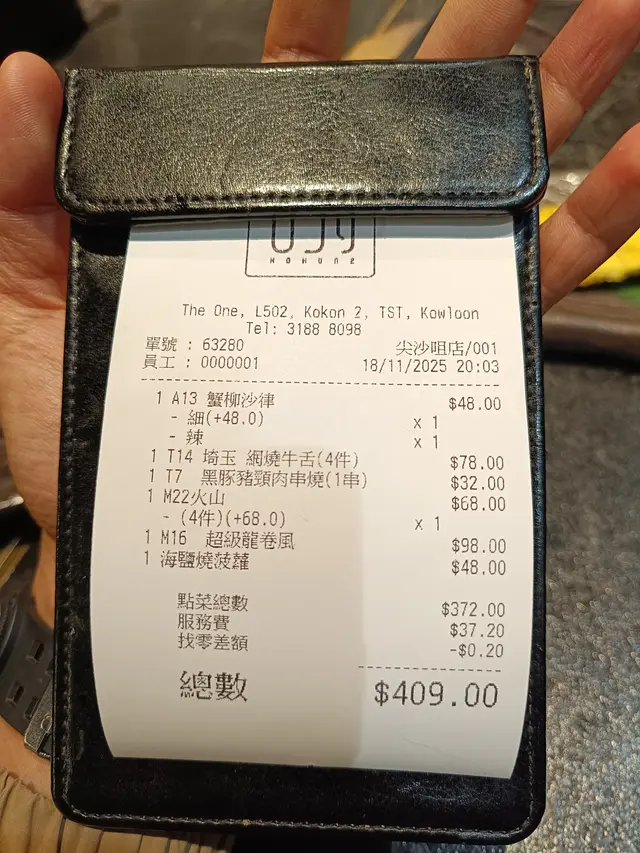 KOKUNE
The One, L502, Kokon 2, TST, Kowloon
Tel: 3188 8098
單號 : 63280 尖沙咀店/001
員工 : 0000001 18/11/2025 20:03
1 A13 蟹柳沙律 $48.00
- 細(+48.0) x 1
- 辣 x 1
1 T14 埼玉 網燒牛舌(4件) $78.00
1 T7 黑豚豬頸肉串燒(1串) $32.00
1 M22火山 $68.00
- (4件)(+68.0) x 1
1 M16 超級龍卷風 $98.00
1 海鹽燒菠蘿 $48.00
點菜總數 $372.00
服務費 $37.20
找零差額 -$0.20
總數 $409.00